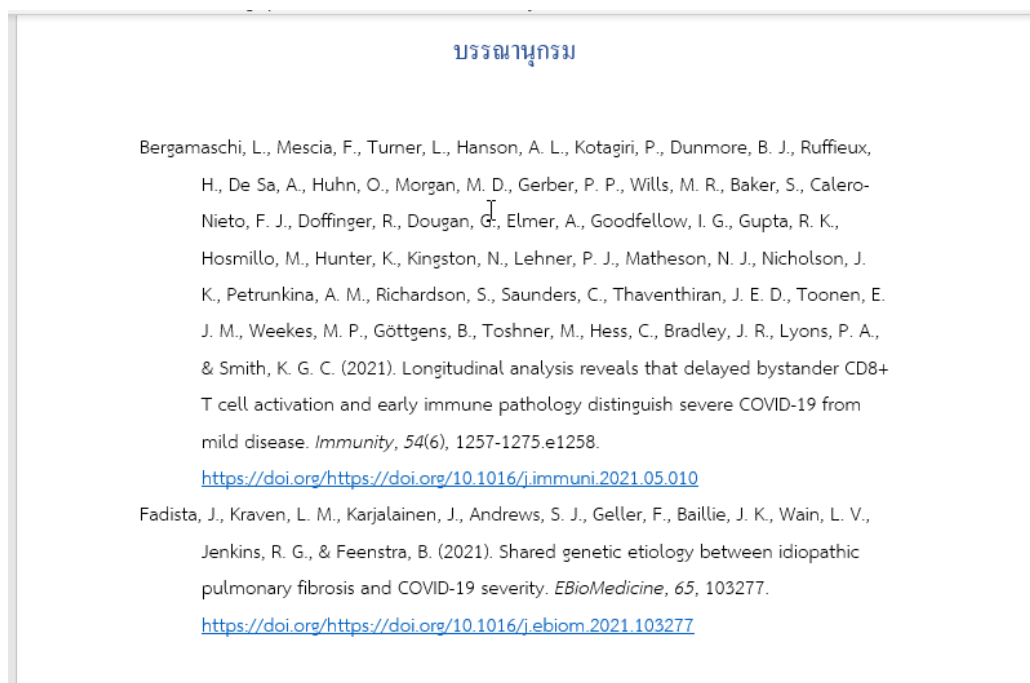 บรรณานุกรม
Bergamaschi, L., Mescia, F., Turner, L., Hanson, A. L., Kotagiri, P., Dunmore, B. J., Ruffieux,
H., De Sa, A., Huhn, O., Morgan, M. D., Gerber, P. P., Wills, M. R., Baker, S., Calero-
Nieto, F. J., Doffinger, R., Dougan, G., Elmer, A., Goodfellow, I. G., Gupta, R. K.,
Hosmillo, M., Hunter, K., Kingston, N., Lehner, P. J., Matheson, N. J., Nicholson, J.
K., Petrunkina, A. M., Richardson, S., Saunders, C., Thaventhiran, J. E. D., Toonen, E.
J. M., Weekes, M. P., Göttgens, B., Toshner, M., Hess, C., Bradley, J. R., Lyons, P. A.,
& Smith, K. G. C. (2021). Longitudinal analysis reveals that delayed bystander CD8+
T cell activation and early immune pathology distinguish severe COVID-19 from
mild disease. Immunity, 54(6), 1257-1275.e1258.
https://doi.org/https://doi.org/10.1016/j.immuni.2021.05.010
Fadista, J., Kraven, L. M., Karjalainen, J., Andrews, S. J., Geller, F., Baillie, J. K., Wain, L. V.,
Jenkins, R. G., & Feenstra, B. (2021). Shared genetic etiology between idiopathic
pulmonary fibrosis and COVID-19 severity. EBioMedicine, 65, 103277.
https://doi.org/https://doi.org/10.1016/j.ebiom.2021.103277